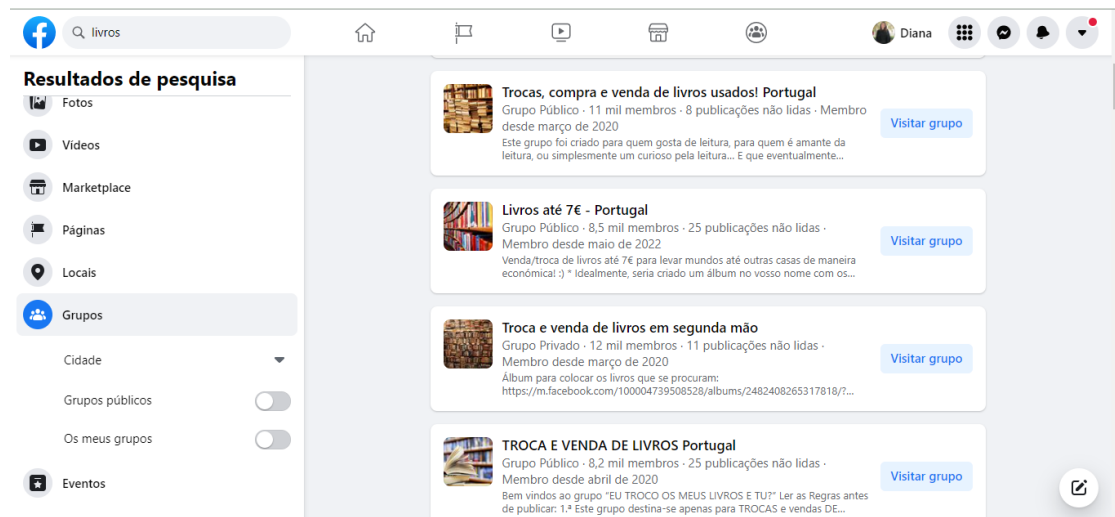 livros
Diana
Resultados de pesquisa
Fotos
Vídeos
Marketplace
Páginas
Locais
Grupos
Cidade
Grupos públicos
Os meus grupos
Eventos
Trocas, compra e venda de livros usados! Portugal
Grupo Público · 11 mil membros · 8 publicações não lidas · Membro
desde março de 2020
Este grupo foi criado para quem gosta de leitura, para quem é amante da
leitura, ou simplesmente um curioso pela leitura... E que eventualmente...
Visitar grupo
Livros até 7€ - Portugal
Grupo Público · 8,5 mil membros · 25 publicações não lidas ·
Membro desde maio de 2022
Venda/troca de livros até 7€ para levar mundos até outras casas de maneira
económica! :) * Idealmente, seria criado um álbum no vosso nome com os...
Visitar grupo
Troca e venda de livros em segunda mão
Grupo Privado · 12 mil membros · 11 publicações não lidas ·
Membro desde março de 2020
Álbum para colocar os livros que se procuram:
https://m.facebook.com/100004739508528/albums/2482408265317818/?...
Visitar grupo
TROCA E VENDA DE LIVROS Portugal
Grupo Público · 8,2 mil membros · 25 publicações não lidas ·
Membro desde abril de 2020
Bem vindos ao grupo "EU TROCO OS MEUS LIVROS E TU?" Ler as Regras antes
de publicar: 1.ª Este grupo destina-se apenas para TROCAS e vendas DE...
Visitar grupo